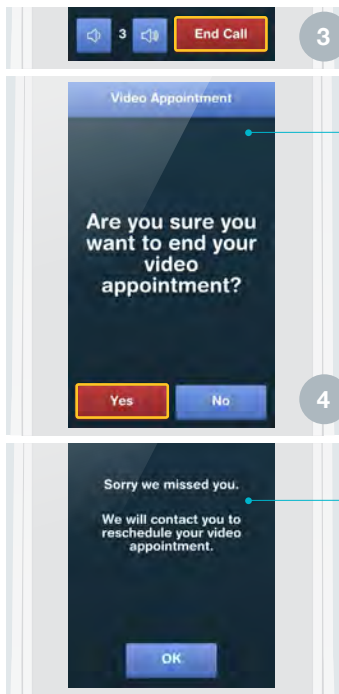 3 End Call 3
Video Appointment
Are you sure you
want to end your
video
appointment?
Yes No 4
Sorry we missed you.
We will contact you to
reschedule your video
appointment.
OK